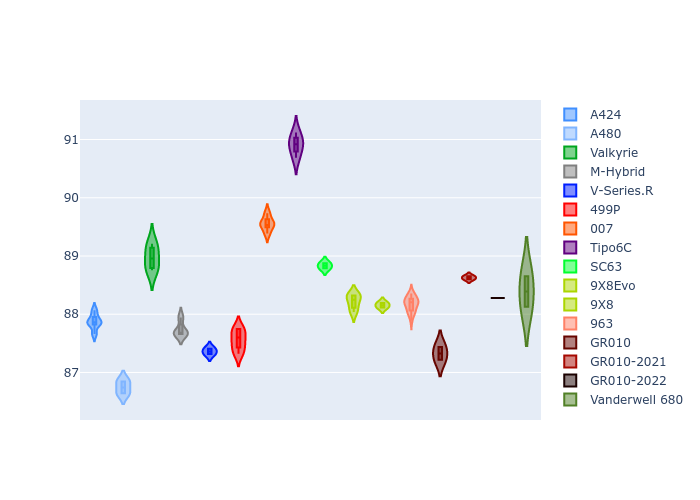 91
90
89
88
87
A424
A480
Valkyrie
M-Hybrid
V-Series.R
499P
007
Tipo6C
SC63
9X8Evo
9X8
963
GR010
GR010-2021
GR010-2022
Vanderwell 680